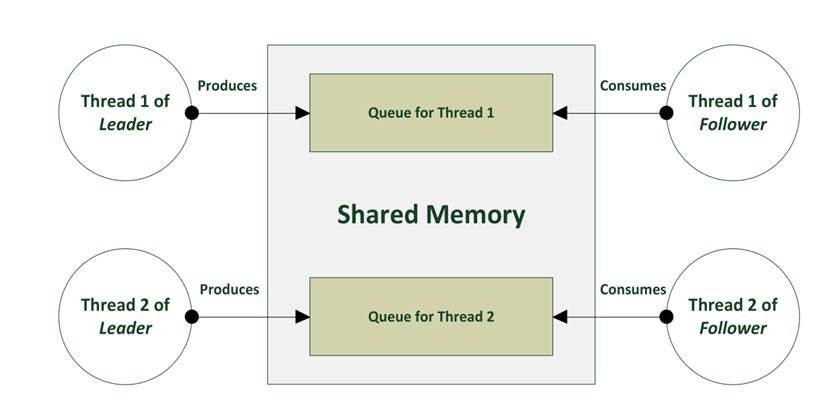 Thread 1 of
Leader
Produces
Queue for Thread 1
Consumes
Thread 1 of
Follower
Shared Memory
Thread 2 of
Leader
Produces
Queue for Thread 2
Consumes
Thread 2 of
Follower